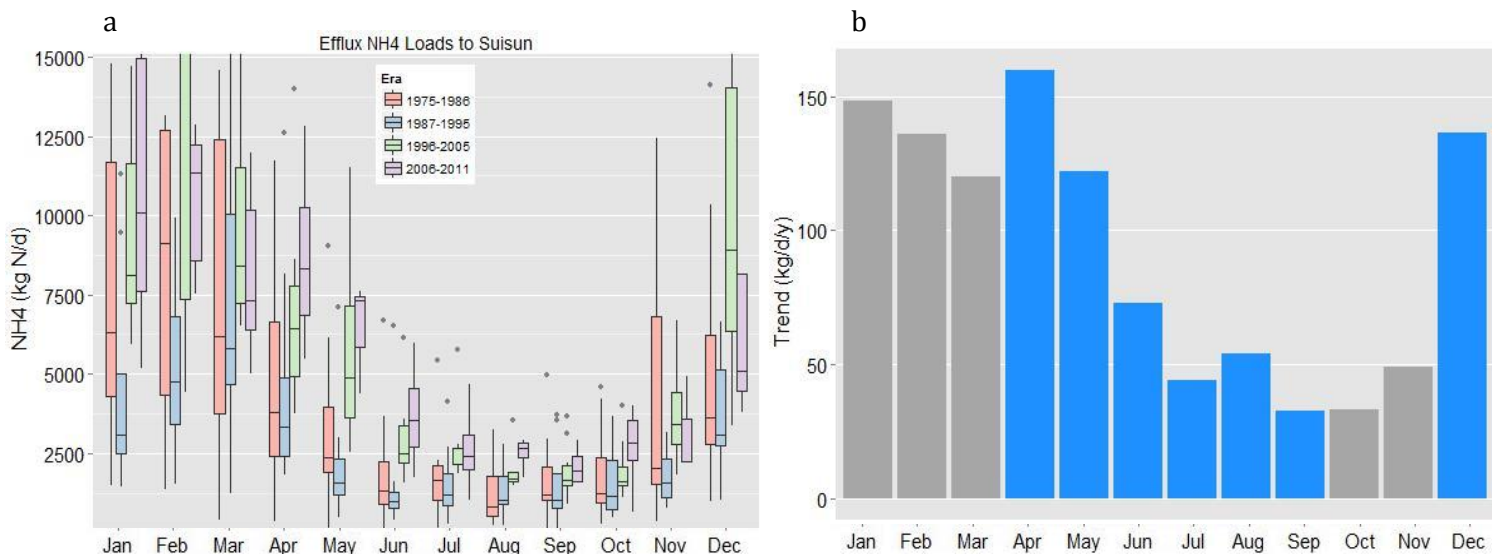 a
Efflux NH4 Loads to Suisun
NH4 (kg N/d)
15000
12500
10000
7500
5000
2500
Era
1975-1986
1987-1995
1996-2005
2006-2011
Jan Feb Mar Apr May Jun Jul Aug Sep Oct Nov Dec
b
Trend (kg/d/y)
150
100
50
0
Jan Feb Mar Apr May Jun Jul Aug Sep Oct Nov Dec